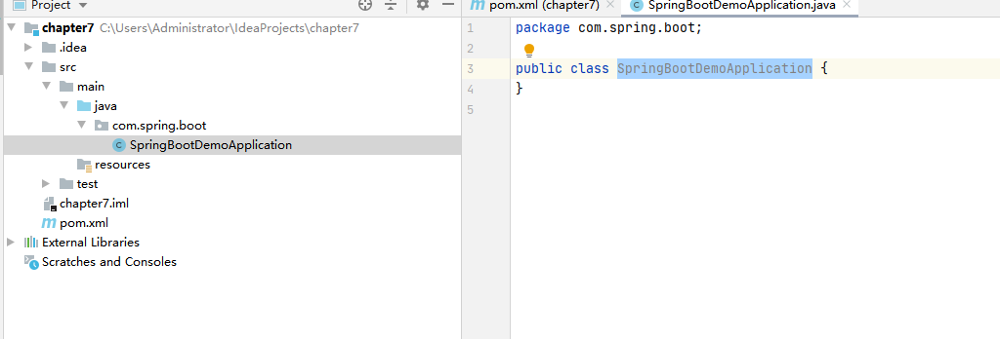 Project
chapter7 C:\Users\Administrator\IdeaProjects\chapter7
.idea
src
main
java
com.spring.boot
SpringBootDemoApplication
resources
test
chapter7.iml
pom.xml
External Libraries
Scratches and Consoles
pom.xml (chapter7)
SpringBootDemoApplication.java
1 package com.spring.boot;
2
3 public class SpringBootDemoApplication {
4 }
5